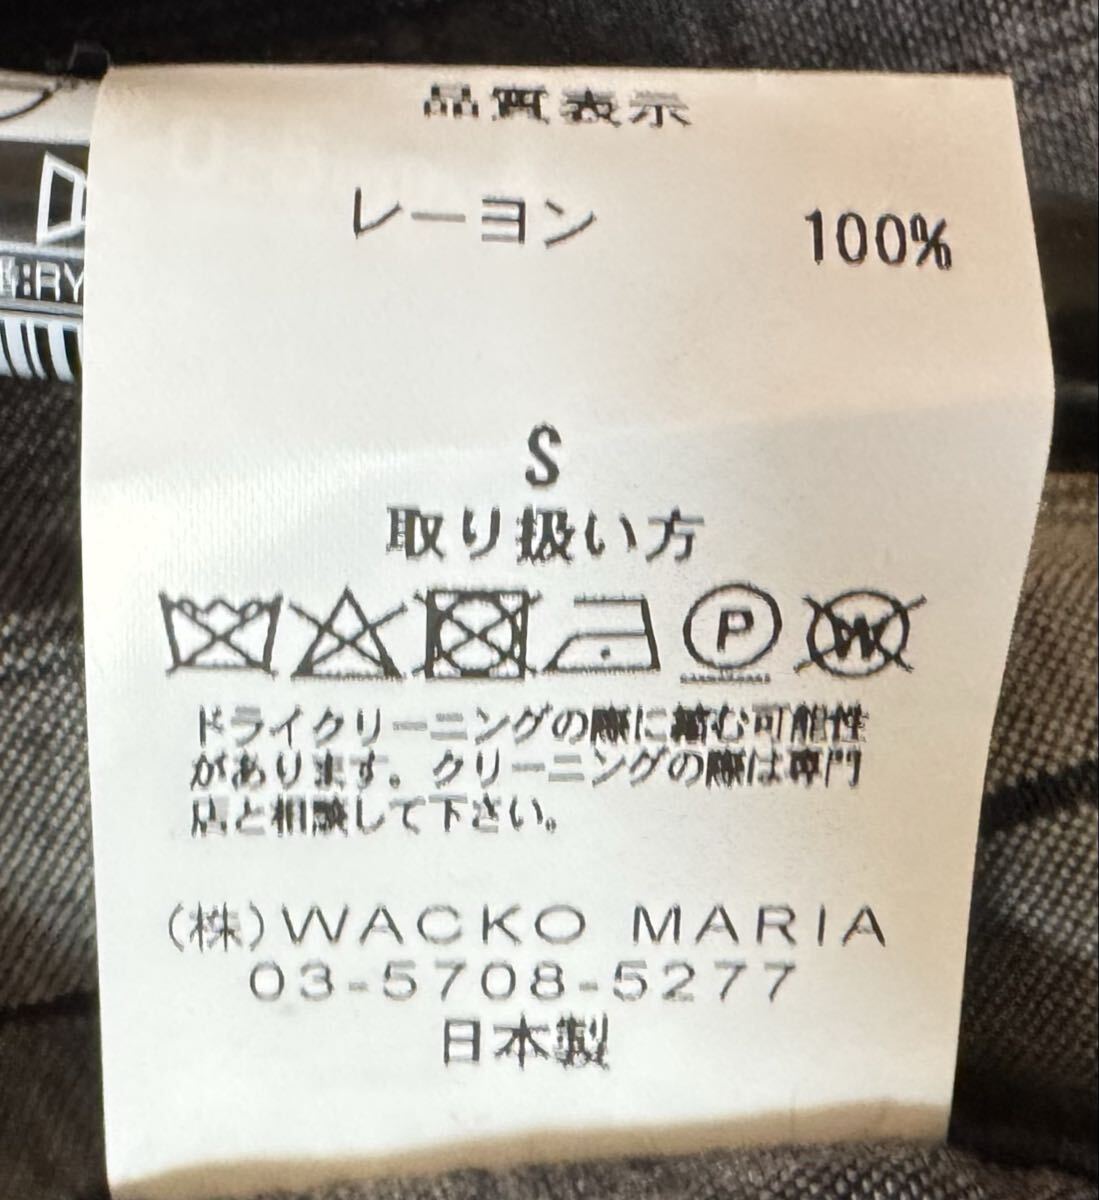 品質表示
レーヨン 100%
S
取り扱い方
P W
ドライクリーニングの際に縮む可能性
があります。クリーニングの際は専門
店と相談して下さい。
(株)WACKO MARIA
03-5708-5277
日本製